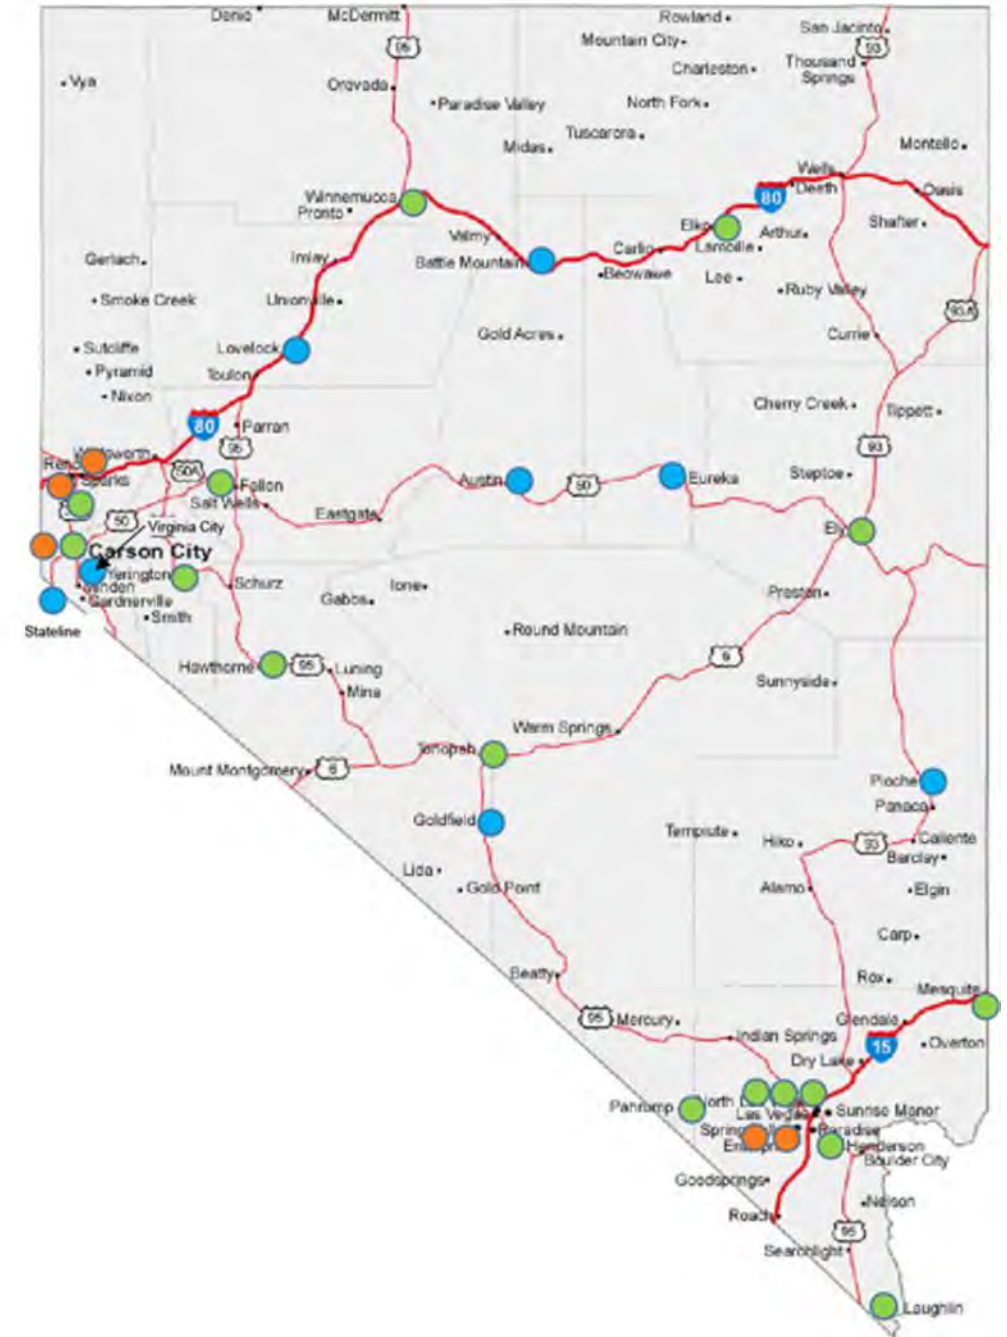 Denio
McDermitt
Rowland
San Jacinto
95
Mountain City
93
Vya
Orovada
Charleston
Thousand
Springs
Paradise Valley
North Fork
Tuscarora
Midas
Montello
Wells
Deeth
Oasis
Winnemucca
80
Pronto
Elko
Shafter
Valmy
Arthur
Carlin
Lamoille
Gerlach
Imlay
Battle Mountain
Beowawe
Lee
Ruby Valley
Smoke Creek
Unionville
93A
Gold Acres
Currie
Sutcliffe
Lovelock
Pyramid
Toulon
Nixon
Cherry Creek
Tippett
80
Parran
95
93
Wadsworth
50A
Sparks
Fallon
Austin
50
Eureka
Steptoe
Salt Wells
Eastgate
50
Virginia City
Ely
Carson City
Yerington
Schurz
Ione
Gabbs
Preston
Gardnerville
Smith
Stateline
Round Mountain
Hawthorne
95
Luning
6
Mina
Sunnyside
Warm Springs
Tonopah
Mount Montgomery
6
Pioche
Panaca
Goldfield
Tempiute
Hiko
93
Caliente
Barclay
Lida
Gold Point
Alamo
Elgin
Carp
Beatty
Rox
Mesquite
95
Mercury
Glendale
Indian Springs
15
Overton
Dry Lake
Pahrump
North
Las Vegas
Sunrise Manor
Spring
Paradise
Henderson
Boulder City
Goodsprings
Nelson
Roach
95
Searchlight
Laughlin